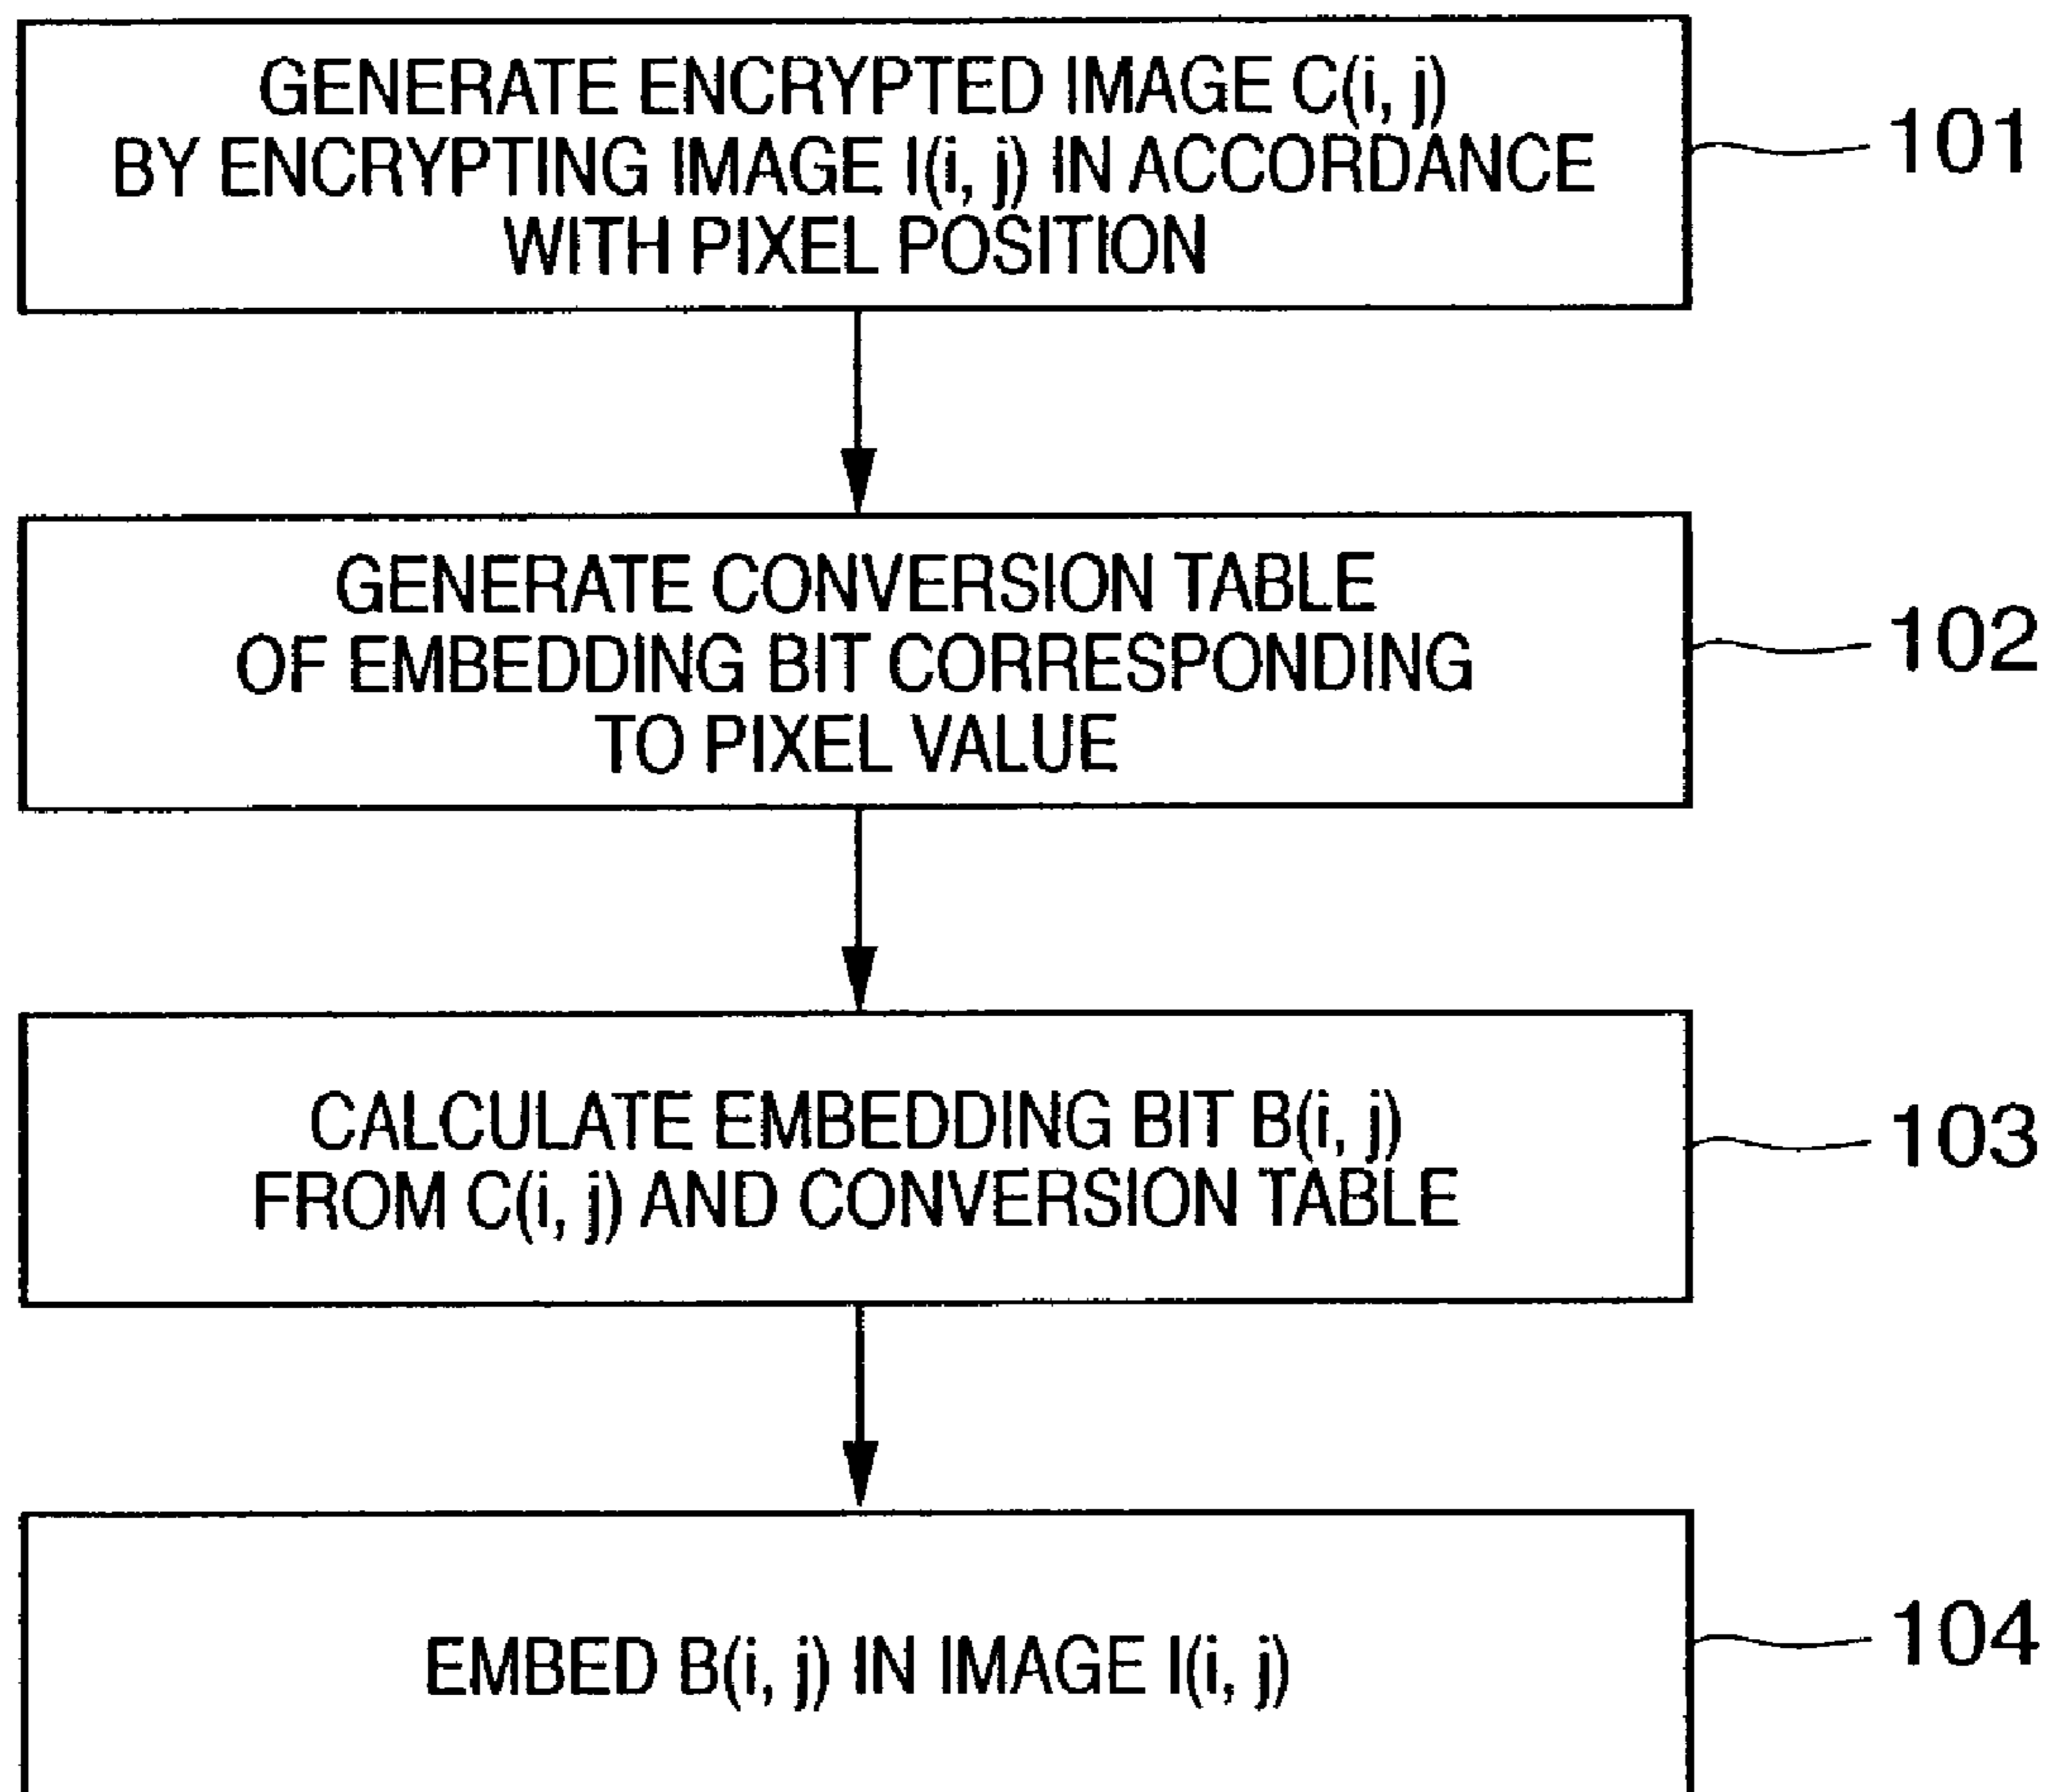 GENERATE ENCRYPTED IMAGE C(i, j)
BY ENCRYPTING IMAGE I(i, j) IN ACCORDANCE
WITH PIXEL POSITION
101
GENERATE CONVERSION TABLE
OF EMBEDDING BIT CORRESPONDING
TO PIXEL VALUE
102
CALCULATE EMBEDDING BIT B(i, j)
FROM C(i, j) AND CONVERSION TABLE
103
EMBED B(i, j) IN IMAGE I(i, j)
104